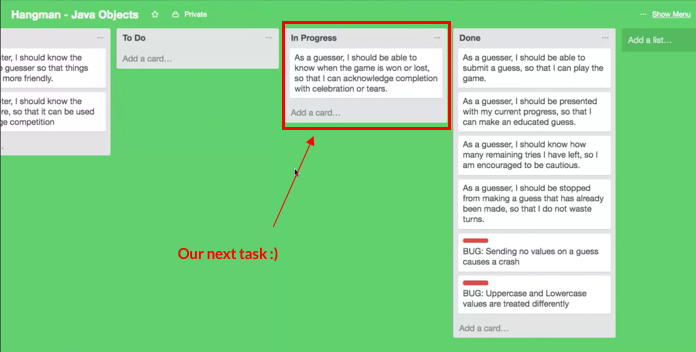 Hangman - Java Objects
Private
Show Menu
ter, I should know the
guesser so that things
more friendly.
ter, I should know the
re, so that it can be used
ge competition
To Do
Add a card...
In Progress
As a guesser, I should be able to
know when the game is won or lost,
so that I can acknowledge completion
with celebration or tears.
Add a card...
Our next task :)
Done
As a guesser, I should be able to
submit a guess, so that I can play the
game.
As a guesser, I should be presented
with my current progress, so that I
can make an educated guess.
As a guesser, I should know how
many remaining tries I have left, so I
am encouraged to be cautious.
As a guesser, I should be stopped
from making a guess that has already
been made, so that I do not waste
turns.
BUG: Sending no values on a guess
causes a crash
BUG: Uppercase and Lowercase
values are treated differently
Add a card...
Add a list...